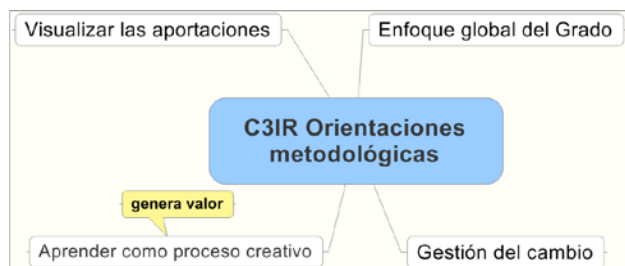 Visualizar las aportaciones
Enfoque global del Grado
C3IR Orientaciones
metodológicas
genera valor
Aprender como proceso creativo
Gestión del cambio